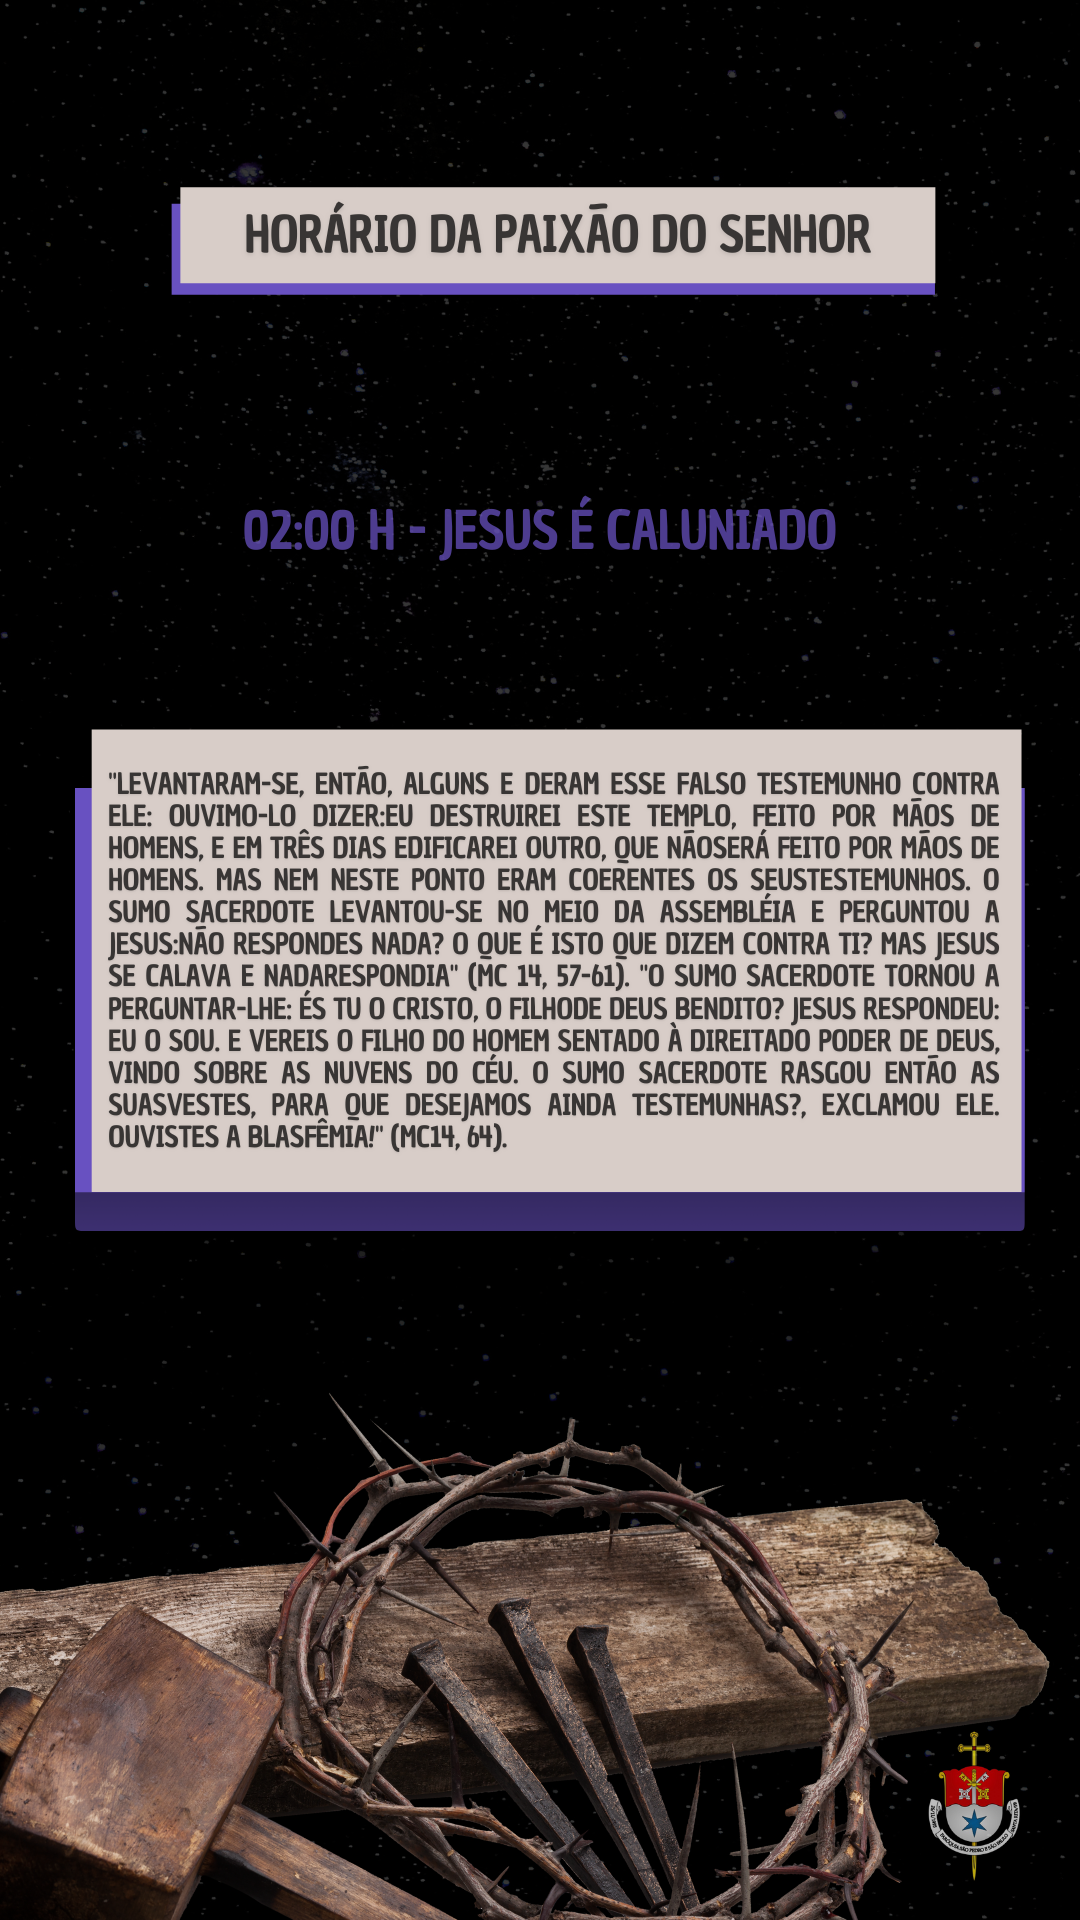 HORÁRIO DA PAIXÃO DO SENHOR
02:00 H - JESUS É CALUNIADO
"LEVANTARAM-SE, ENTÃO, ALGUNS E DERAM ESSE FALSO TESTEMUNHO CONTRA
ELE: OUVIMO-LO DIZER:EU DESTRUIREI ESTE TEMPLO, FEITO POR MÃOS DE
HOMENS, E EM TRÊS DIAS EDIFICAREI OUTRO, QUE NÃOSERÁ FEITO POR MÃOS DE
HOMENS. MAS NEM NESTE PONTO ERAM COERENTES OS SEUSTESTEMUNHOS. O
SUMO SACERDOTE LEVANTOU-SE NO MEIO DA ASSEMBLÉIA E PERGUNTOU A
JESUS:NÃO RESPONDES NADA? O QUE É ISTO QUE DIZEM CONTRA TI? MAS JESUS
SE CALAVA E NADARESPONDIA" (MC 14, 57-61). "O SUMO SACERDOTE TORNOU A
PERGUNTAR-LHE: ÉS TU O CRISTO, O FILHODE DEUS BENDITO? JESUS RESPONDEU:
EU O SOU. E VEREIS O FILHO DO HOMEM SENTADO À DIREITADO PODER DE DEUS,
VINDO SOBRE AS NUVENS DO CÉU. O SUMO SACERDOTE RASGOU ENTÃO AS
SUASVESTES, PARA QUE DESEJAMOS AINDA TESTEMUNHAS?, EXCLAMOU ELE.
OUVISTES A BLASFÊMIA!" (MC14, 64).
PARÓQUIA SÃO PEDRO E SÃO PAULO